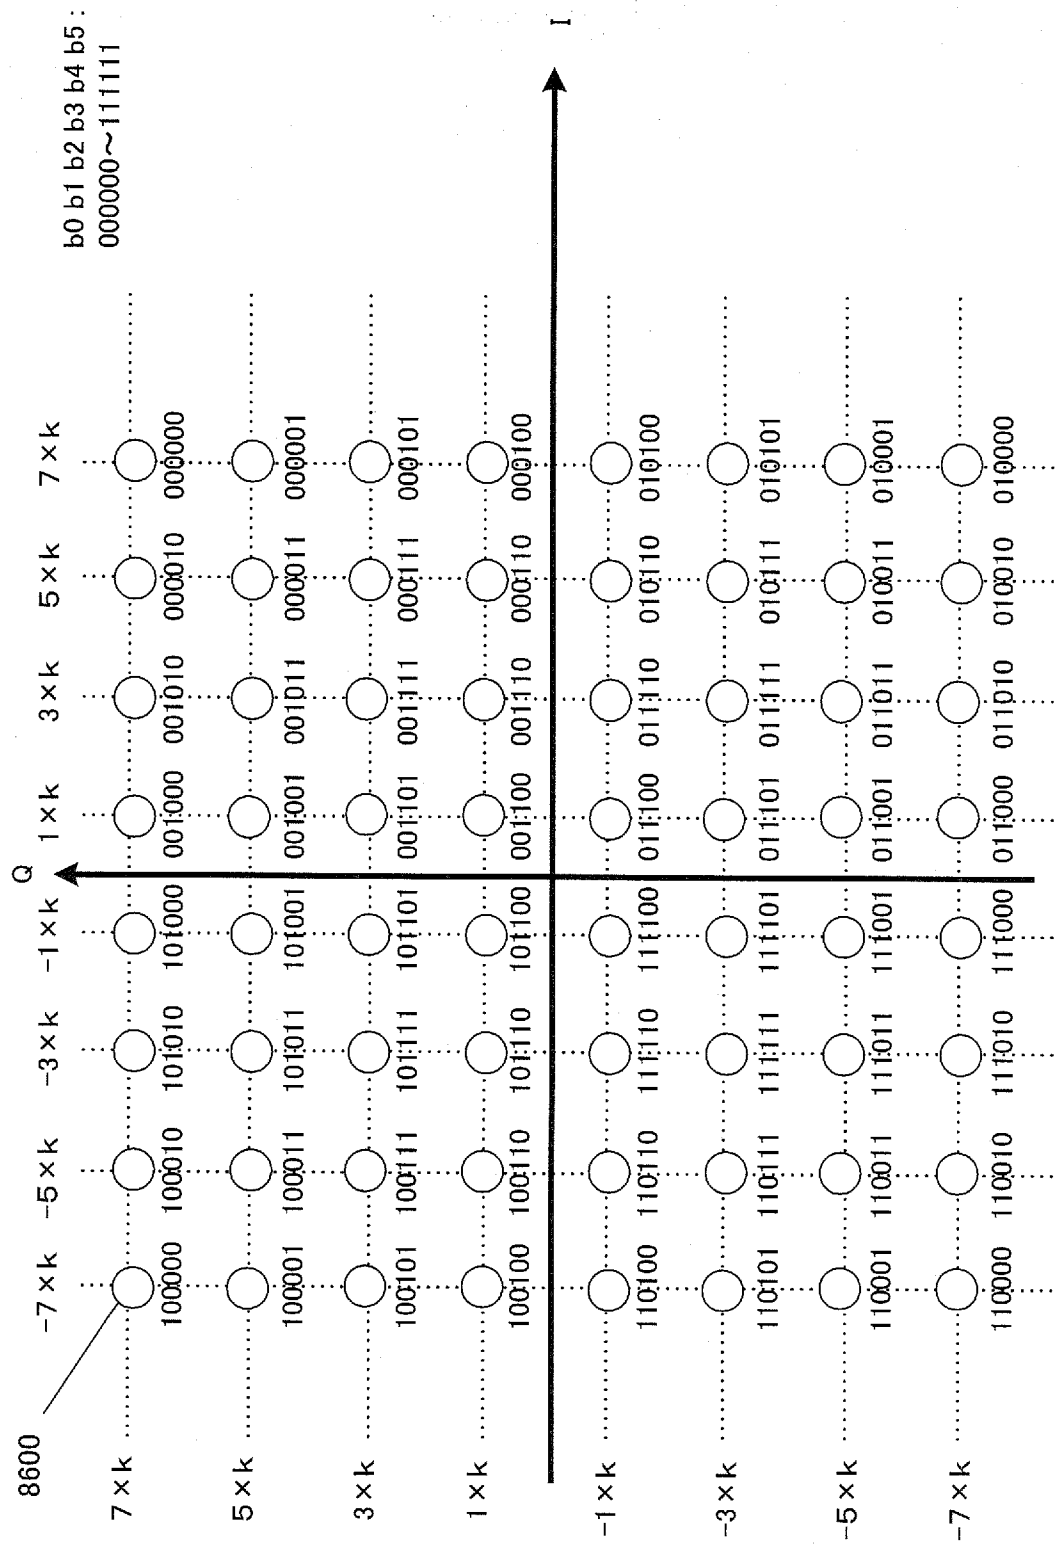 b0 b1 b2 b3 b4 b5 :
000000~111111
Q
I
8600
-7×k -5×k -3×k -1×k 1×k 3×k 5×k 7×k
7×k
100000 100010 101010 101000 001000 001010 000010 000000
5×k
100001 100011 101011 101001 001001 001011 000011 000001
3×k
100101 100111 101111 101101 001101 001111 000111 000101
1×k
100100 100110 101110 101100 001100 001110 000110 000100
-1×k
110100 110110 111110 111100 011100 011110 010110 010100
-3×k
110101 110111 111111 111101 011101 011111 010111 010101
-5×k
110001 110011 111011 111001 011001 011011 010011 010001
-7×k
110000 110010 111010 111000 011000 011010 010010 010000